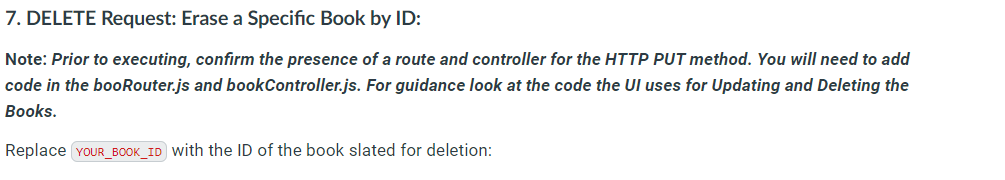 7. DELETE Request: Erase a Specific Book by ID:
Note: Prior to executing, confirm the presence of a route and controller for the HTTP PUT method. You will need to add
code in the booRouter.js and bookController.js. For guidance look at the code the UI uses for Updating and Deleting the
Books.
Replace YOUR_BOOK_ID with the ID of the book slated for deletion: